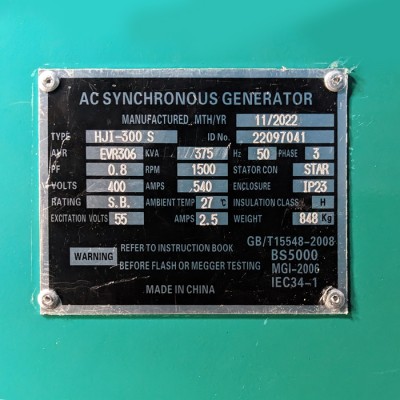 AC SYNCHRONOUS GENERATOR
MANUFACTURED, MTH/YR 11/2022
TYPE HJI-300 S ID No. 22097041
AVR EVR306 KVA 375 Hz 50 PHASE 3
PF 0.8 RPM 1500 STATOR CON STAR
VOLTS 400 AMPS 540 ENCLOSURE IP23
RATING S.B. AMBIENT TEMP 27 ℃ INSULATION CLASS H
EXCITATION VOLTS 55 AMPS 2.5 WEIGHT 848 Kg
WARNING REFER TO INSTRUCTION BOOK
BEFORE FLASH OR MEGGER TESTING
MADE IN CHINA
GB/T15548-2008
BS5000
MGI-2006
IEC34-1